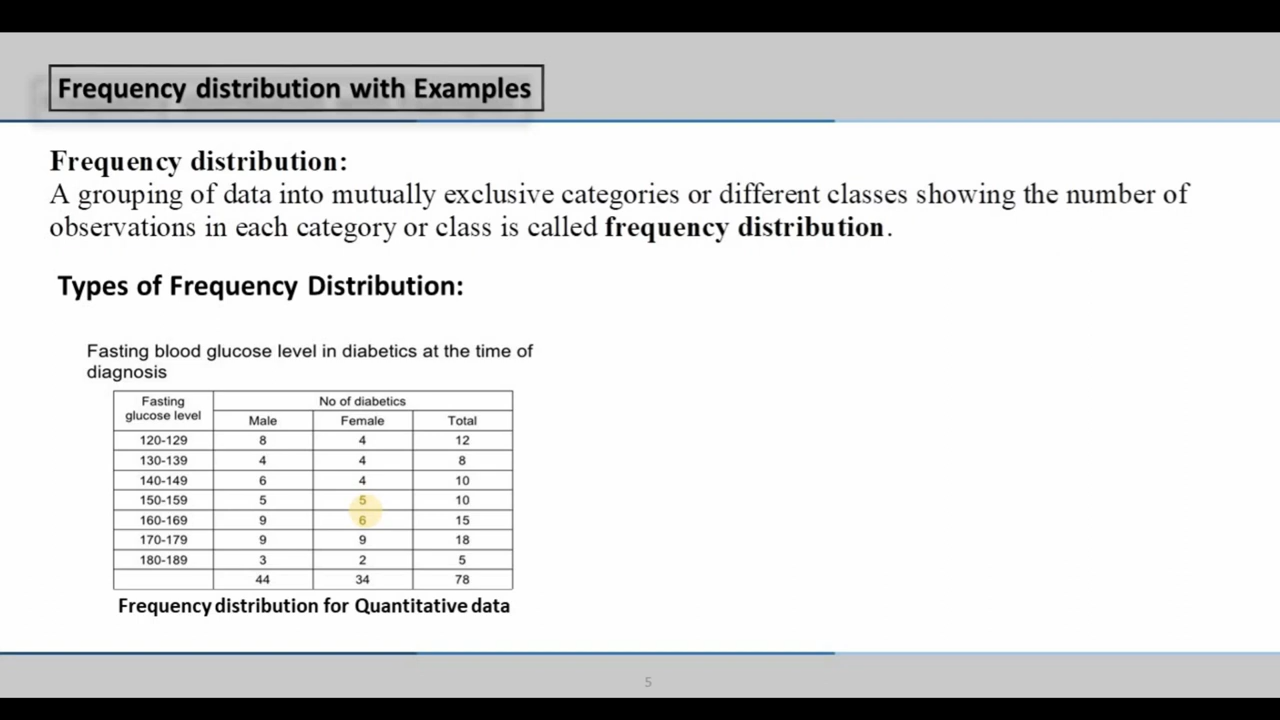 Frequency distribution with Examples
Frequency distribution:
A grouping of data into mutually exclusive categories or different classes showing the number of
observations in each category or class is called frequency distribution.
Types of Frequency Distribution:
Fasting blood glucose level in diabetics at the time of
diagnosis
Fasting glucose level No of diabetics
Male Female Total
120-129 8 4 12
130-139 4 4 8
140-149 6 4 10
150-159 5 5 10
160-169 9 6 15
170-179 9 9 18
180-189 3 2 5
44 34 78
Frequency distribution for Quantitative data
5